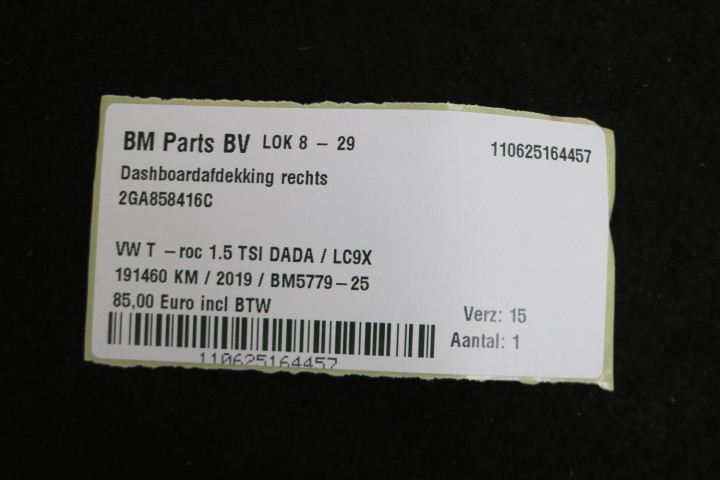 BM Parts BV LOK 8 - 29
110625164457
Dashboardafdekking rechts
2GA858416C
VW T -roc 1.5 TSI DADA / LC9X
191460 KM / 2019 / BM5779-25
85,00 Euro incl BTW
Verz: 15
Aantal: 1
110625164457